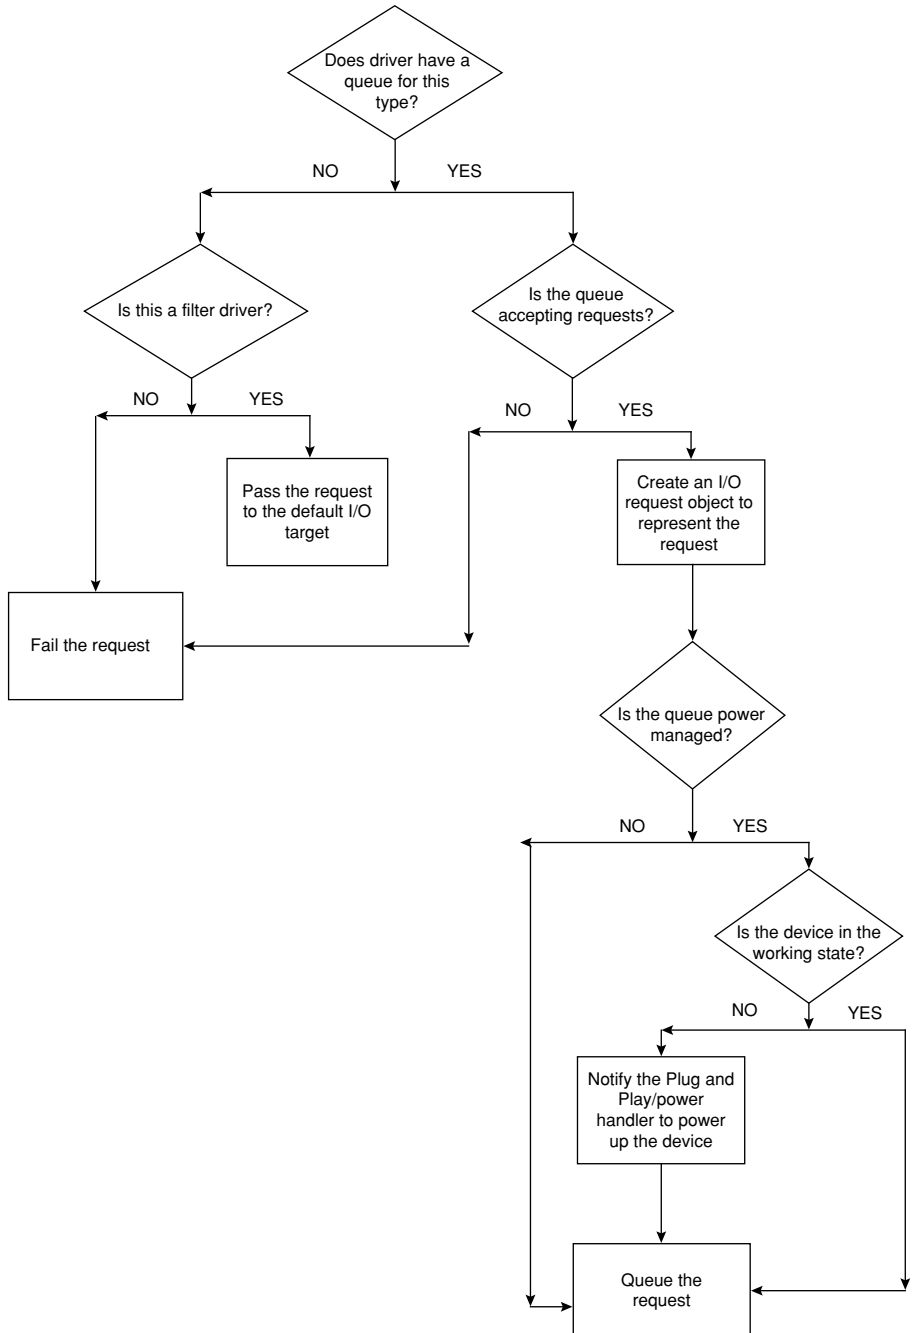 Does driver have a
queue for this
type?
NO
YES
Is this a filter driver?
Is the queue
accepting requests?
NO
YES
NO
YES
Pass the request
to the default I/O
target
Create an I/O
request object to
represent the
request
Fail the request
Is the queue power
managed?
NO
YES
Is the device in the
working state?
NO
YES
Notify the Plug and
Play/power
handler to power
up the device
Queue the
request